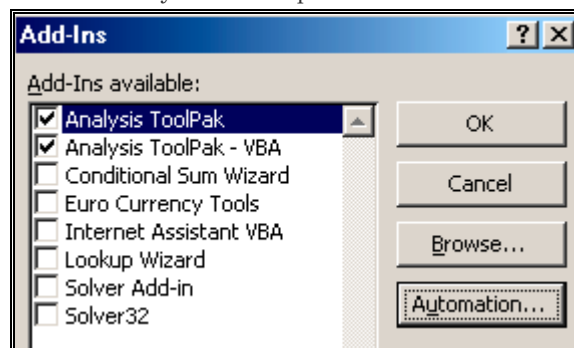 Add-Ins
Add-Ins available:
Analysis ToolPak
Analysis ToolPak - VBA
Conditional Sum Wizard
Euro Currency Tools
Internet Assistant VBA
Lookup Wizard
Solver Add-in
Solver32
OK
Cancel
Browse...
Automation...